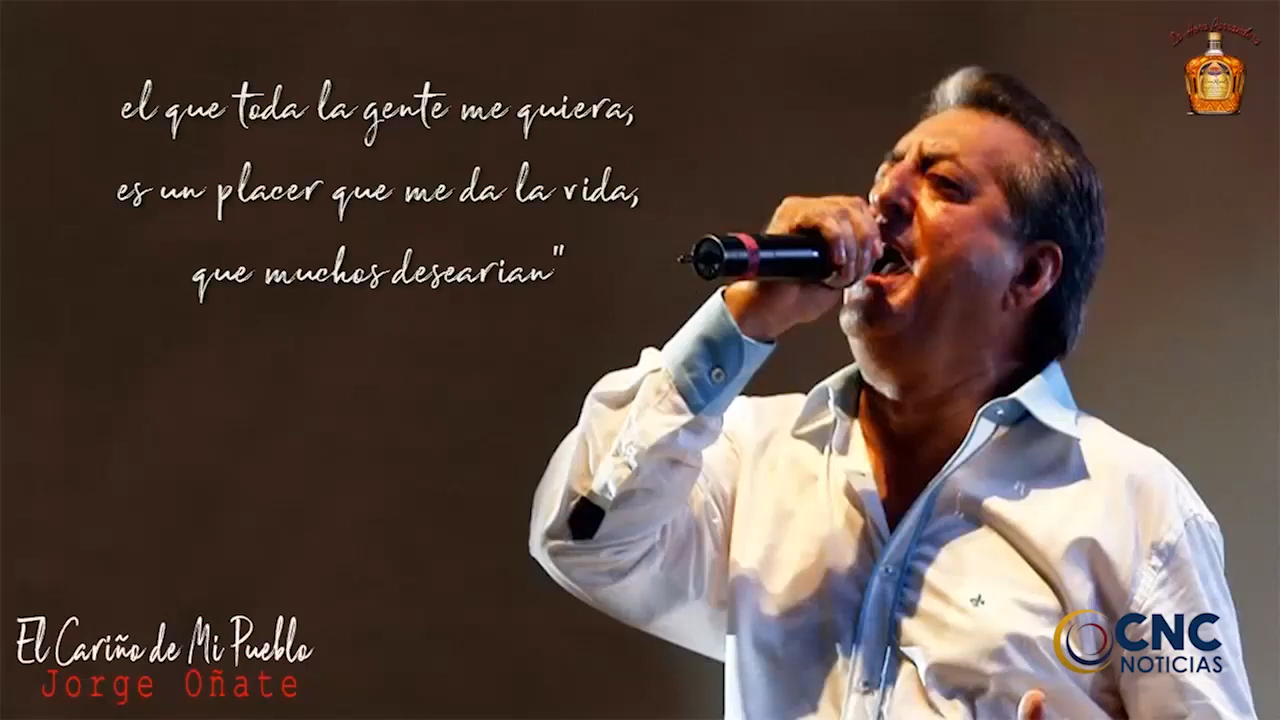 el que toda la gente me quiera,
es un placer que me da la vida,
que muchos desearian"
El Cariño de Mi Pueblo
Jorge Oñate
CNC
NOTICIAS